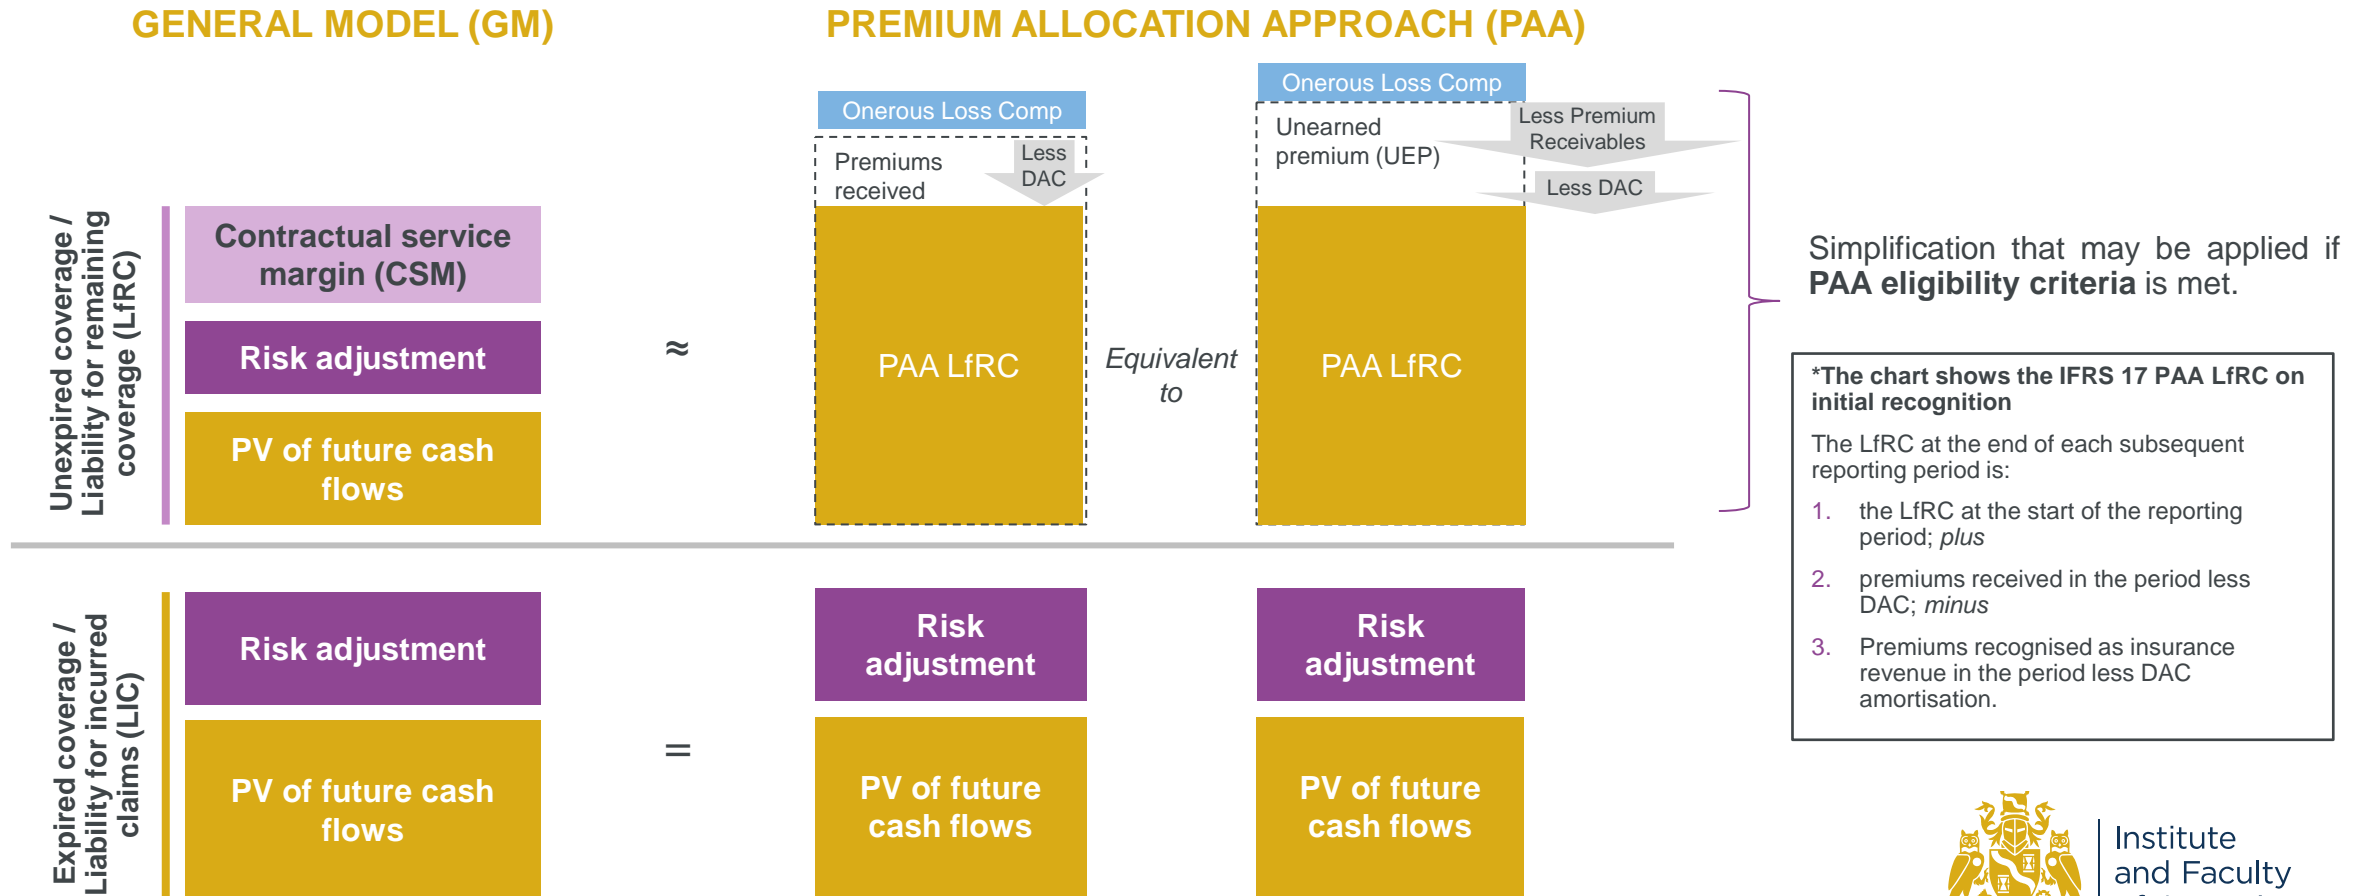 GENERAL MODEL (GM)
PREMIUM ALLOCATION APPROACH (PAA)
Unexpired coverage /
Liability for remaining
coverage (LfRC)
Contractual service
margin (CSM)
Risk adjustment
PV of future cash
flows
≈
Onerous Loss Comp
Premiums
received
Less
DAC
PAA LfRC
Equivalent
to
Onerous Loss Comp
Unearned
premium (UEP)
Less Premium
Receivables
Less DAC
PAA LfRC
Simplification that may be applied if
PAA eligibility criteria is met.
*The chart shows the IFRS 17 PAA LfRC on
initial recognition
The LfRC at the end of each subsequent
reporting period is:
1. the LfRC at the start of the reporting
period; plus
2. premiums received in the period less
DAC; minus
3. Premiums recognised as insurance
revenue in the period less DAC
amortisation.
Expired coverage /
Liability for incurred
claims (LIC)
Risk adjustment
PV of future cash
flows
=
Risk
adjustment
PV of future
cash flows
Risk
adjustment
PV of future
cash flows
Institute
and Faculty